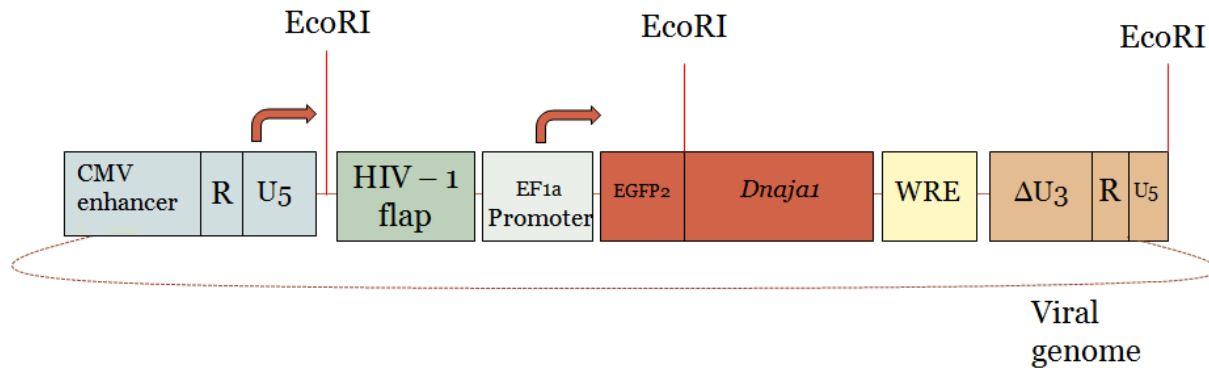 EcoRI
EcoRI
EcoRI
CMV
enhancer
R
U5
HIV – 1
flap
EF1a
Promoter
EGFP2
Dnaja1
WRE
ΔU3
R
U5
Viral
genome